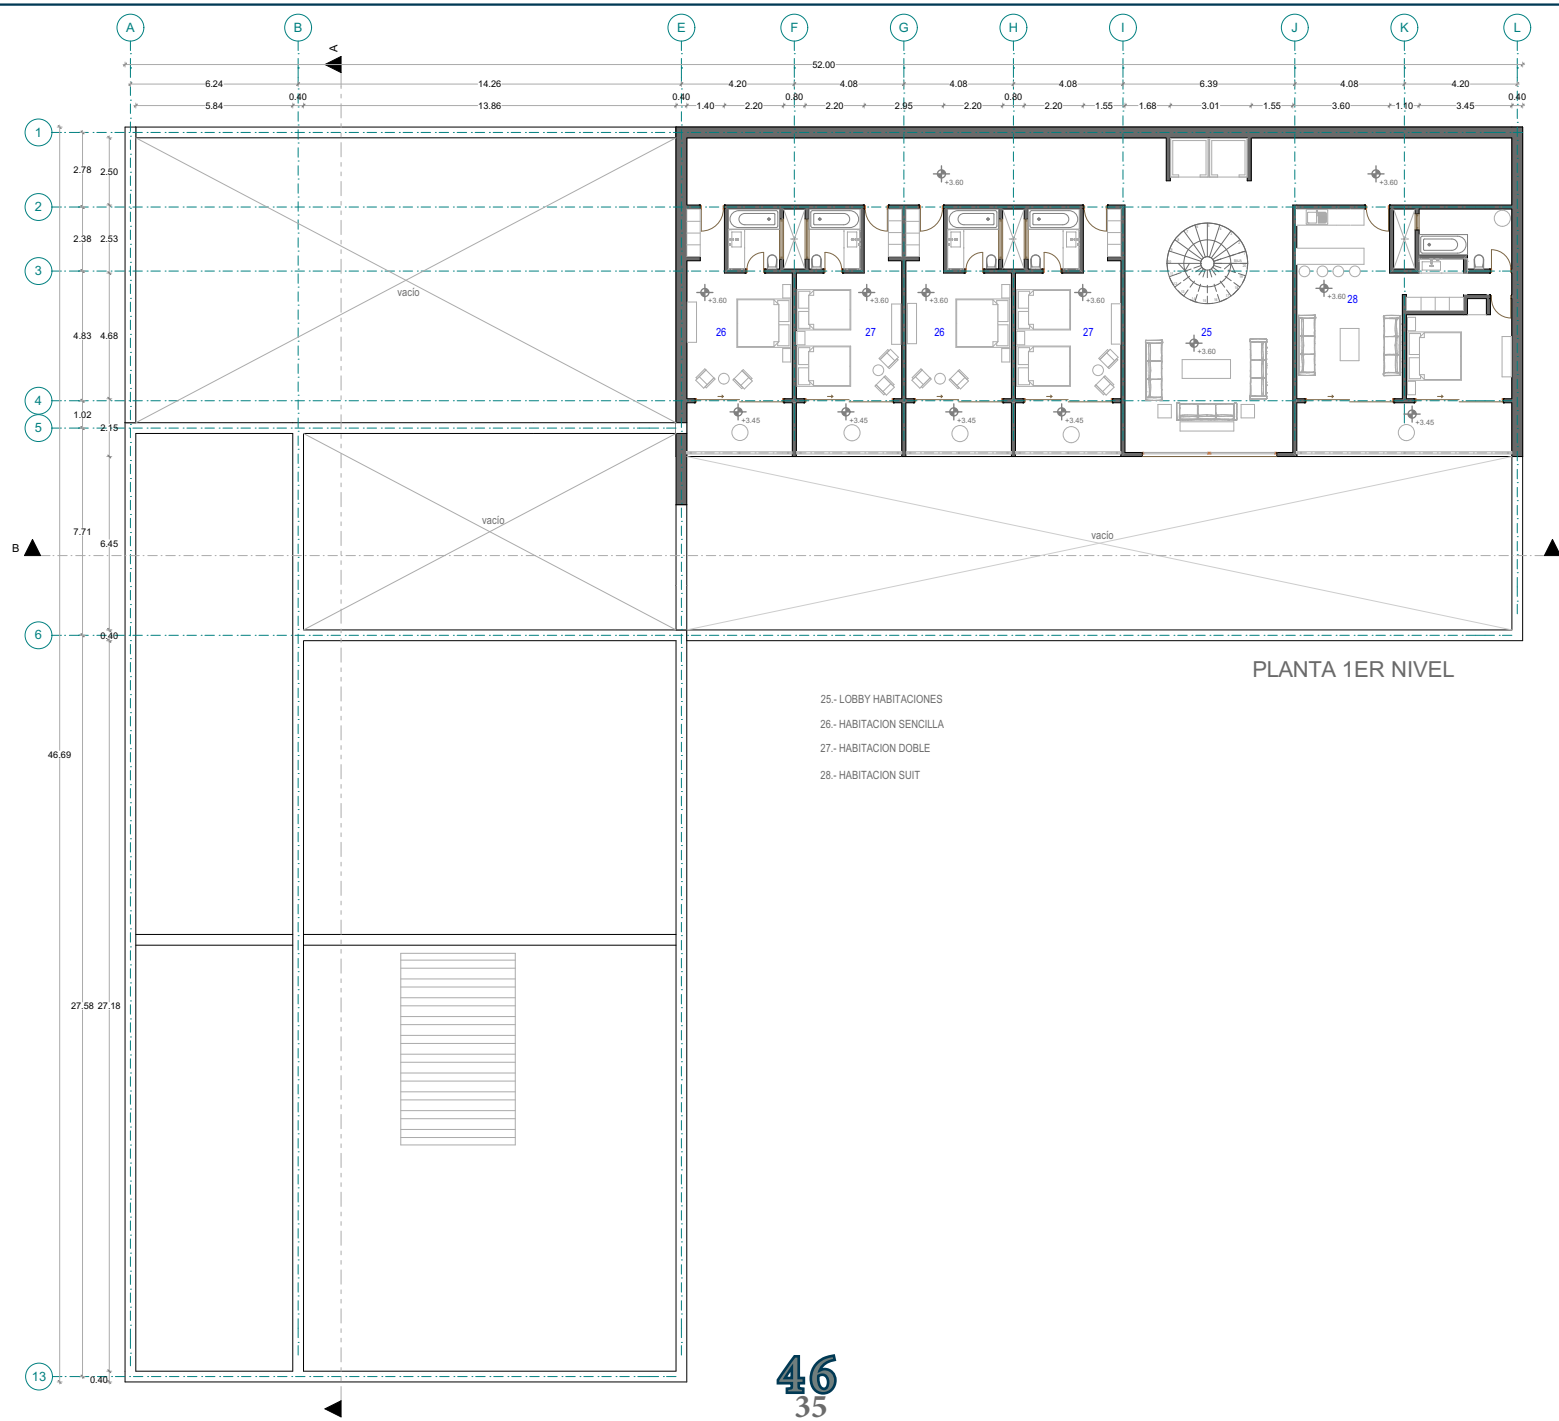 A B E F G H I J K L
A
52.00
6.24 14.26 4.20 4.08 4.08 4.08 6.39 4.08 4.20
0.40 0.40 0.80 0.80 0.40
5.84 13.86 1.40 2.20 2.20 2.95 2.20 2.20 1.55 1.68 3.01 1.55 3.60 1.10 3.45
1
2.78 2.50
+3.60 +3.60
2
2.38 2.53
3
vacío
+3.60 +3.60 +3.60 +3.60 +3.60
26 27 26 27 25 28
4.83 4.68
+3.60
4
1.02
+3.45 +3.45 +3.45 +3.45 +3.45
5
2.15
vacío
7.71
6.45
vacio
B
6
0.40
PLANTA 1ER NIVEL
25.- LOBBY HABITACIONES
26.- HABITACION SENCILLA
27.- HABITACION DOBLE
28.- HABITACION SUIT
46.69
27.58 27.18
13
0.40
46
35